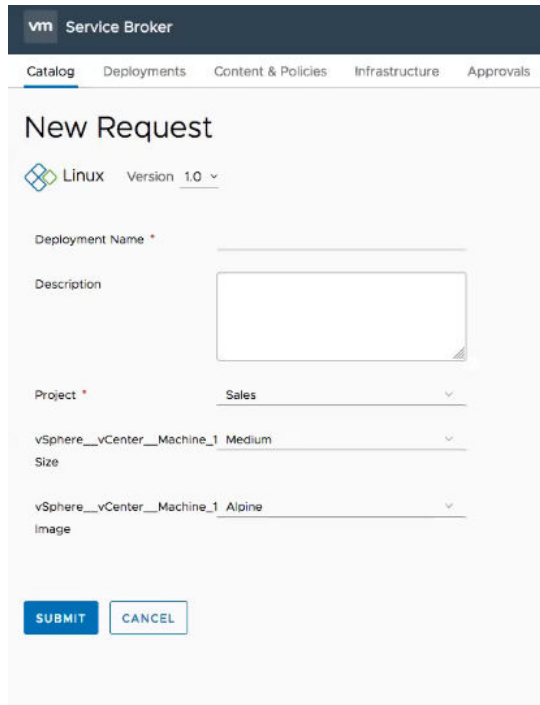 vm Service Broker
Catalog Deployments Content & Policies Infrastructure Approvals
New Request
Linux Version 1.0
Deployment Name *
Description
Project * Sales
vSphere__vCenter__Machine_1 Medium
Size
vSphere__vCenter__Machine_1 Alpine
Image
SUBMIT CANCEL